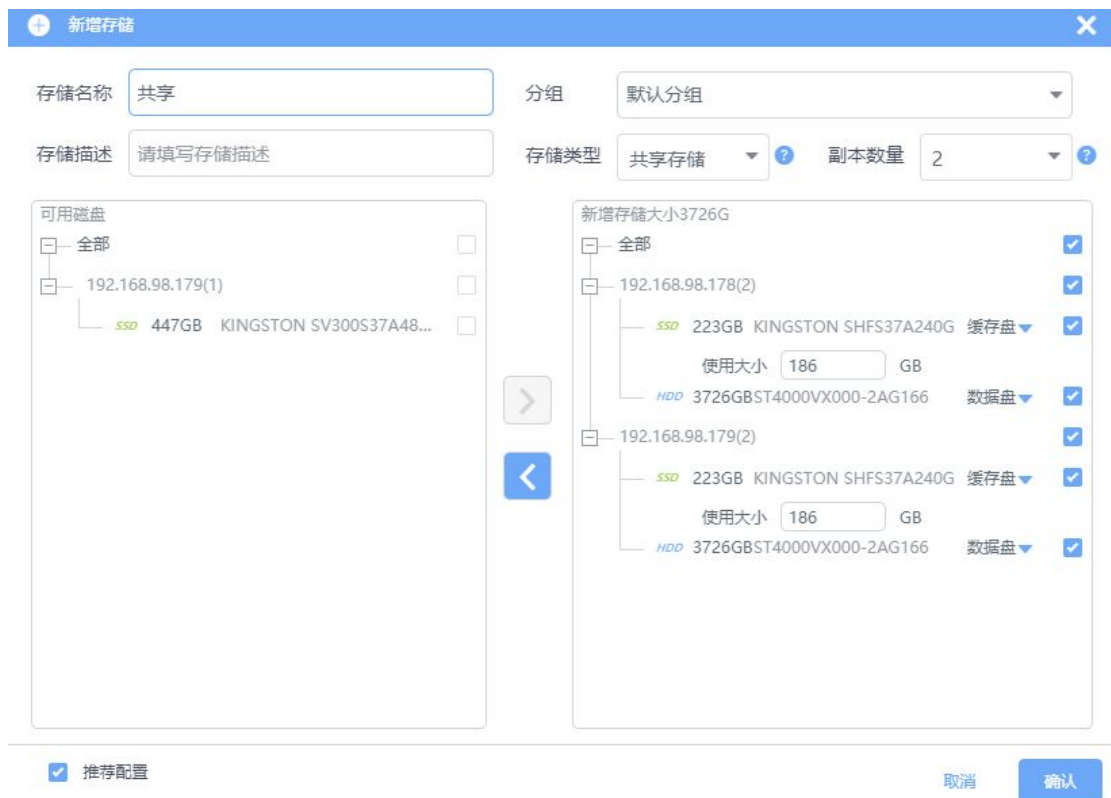 新增存储
存储名称 共享 分组 默认分组
存储描述 请填写存储描述 存储类型 共享存储 ? 副本数量 2 ?
可用磁盘
全部
192.168.98.179(1)
SSD 447GB KINGSTON SV300S37A48...
新增存储大小3726G
全部
192.168.98.178(2)
SSD 223GB KINGSTON SHFS37A240G 缓存盘
使用大小 186 GB
HDD 3726GBST4000VX000-2AG166 数据盘
192.168.98.179(2)
SSD 223GB KINGSTON SHFS37A240G 缓存盘
使用大小 186 GB
HDD 3726GBST4000VX000-2AG166 数据盘
推荐配置
取消 确认